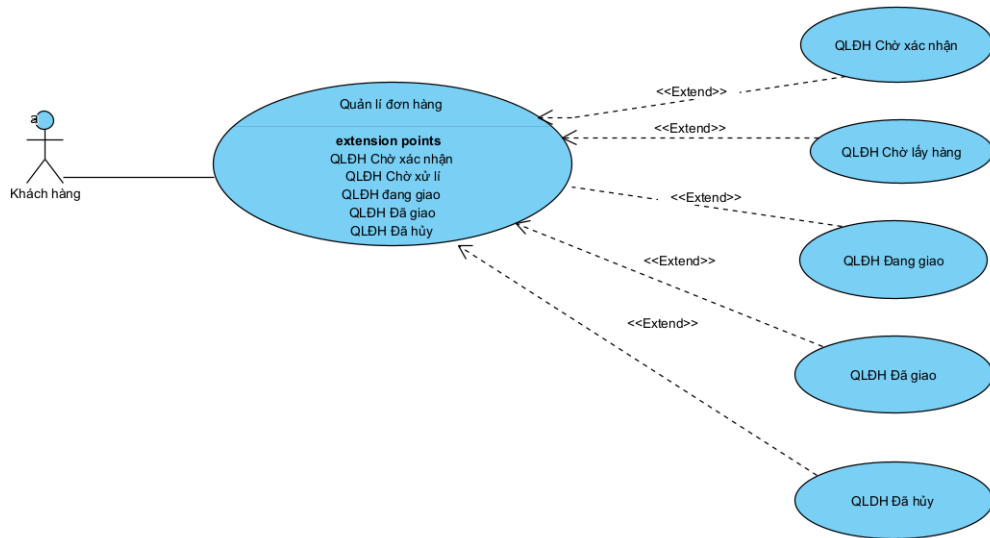 a
Khách hàng
Quản lí đơn hàng
extension points
QLĐH Chờ xác nhận
QLĐH Chờ xử lí
QLĐH đang giao
QLĐH Đã giao
QLĐH Đã hủy
<<Extend>>
<<Extend>>
<<Extend>>
<<Extend>>
<<Extend>>
QLĐH Chờ xác nhận
QLĐH Chờ lấy hàng
QLĐH Đang giao
QLĐH Đã giao
QLDH Đã hủy